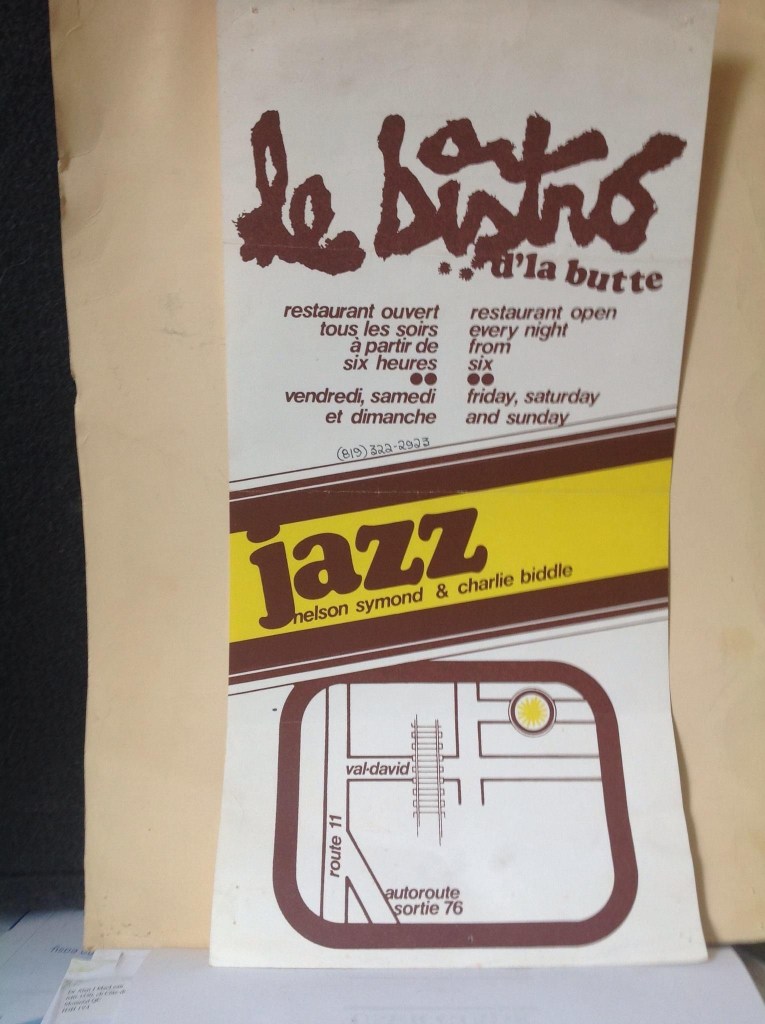 le bistrô
d'la butte
restaurant ouvert
tous les soirs
à partir de
six heures
vendredi, samedi
et dimanche
restaurant open
every night
from
six
friday, saturday
and sunday
(819) 322-2923
jazz
nelson symond & charlie biddle
val-david
route 11
autoroute
sortie 76